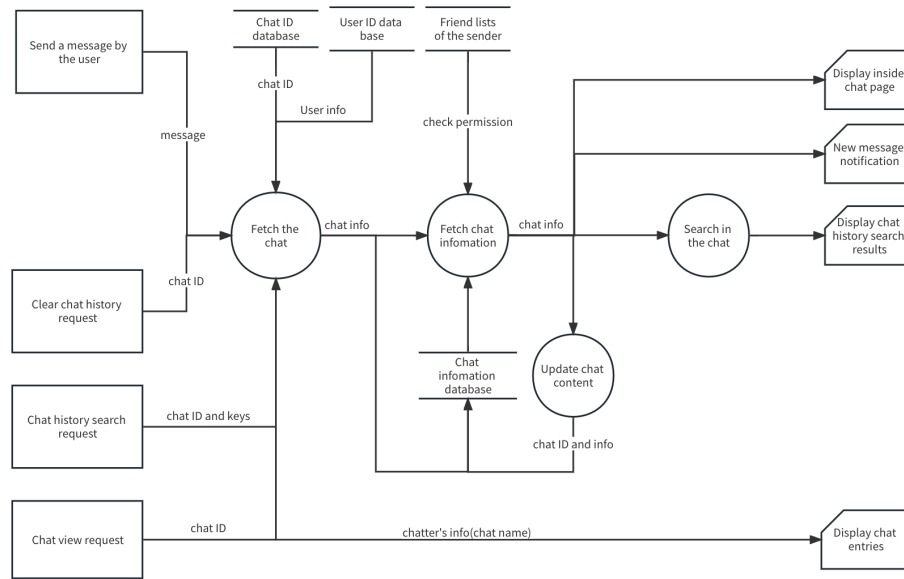 Send a message by
the user
Chat ID
database
User ID data
base
Friend lists
of the sender
Display inside
chat page
chat ID
User info
check permission
message
New message
notification
Fetch the
chat
chat info
Fetch chat
infomation
chat info
Search in
the chat
Display chat
history search
results
chat ID
Clear chat history
request
Chat
infomation
database
Update chat
content
Chat history search
request
chat ID and keys
chat ID and info
Chat view request
chat ID
chatter's info(chat name)
Display chat
entries